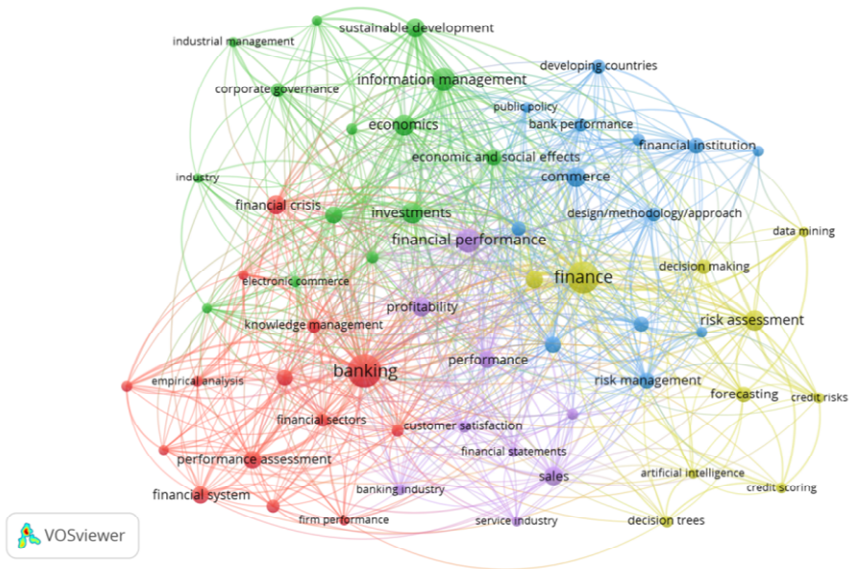 sustainable development
industrial management
developing countries
information management
corporate governance
public policy
economics
bank performance
financial institution
economic and social effects
commerce
industry
financial crisis
investments
design/methodology/approach
data mining
financial performance
decision making
electronic commerce
finance
profitability
knowledge management
risk assessment
performance
banking
empirical analysis
risk management
forecasting
credit risks
financial sectors
customer satisfaction
financial statements
performance assessment
artificial intelligence
sales
financial system
banking industry
credit scoring
firm performance
service industry
decision trees
VOSviewer